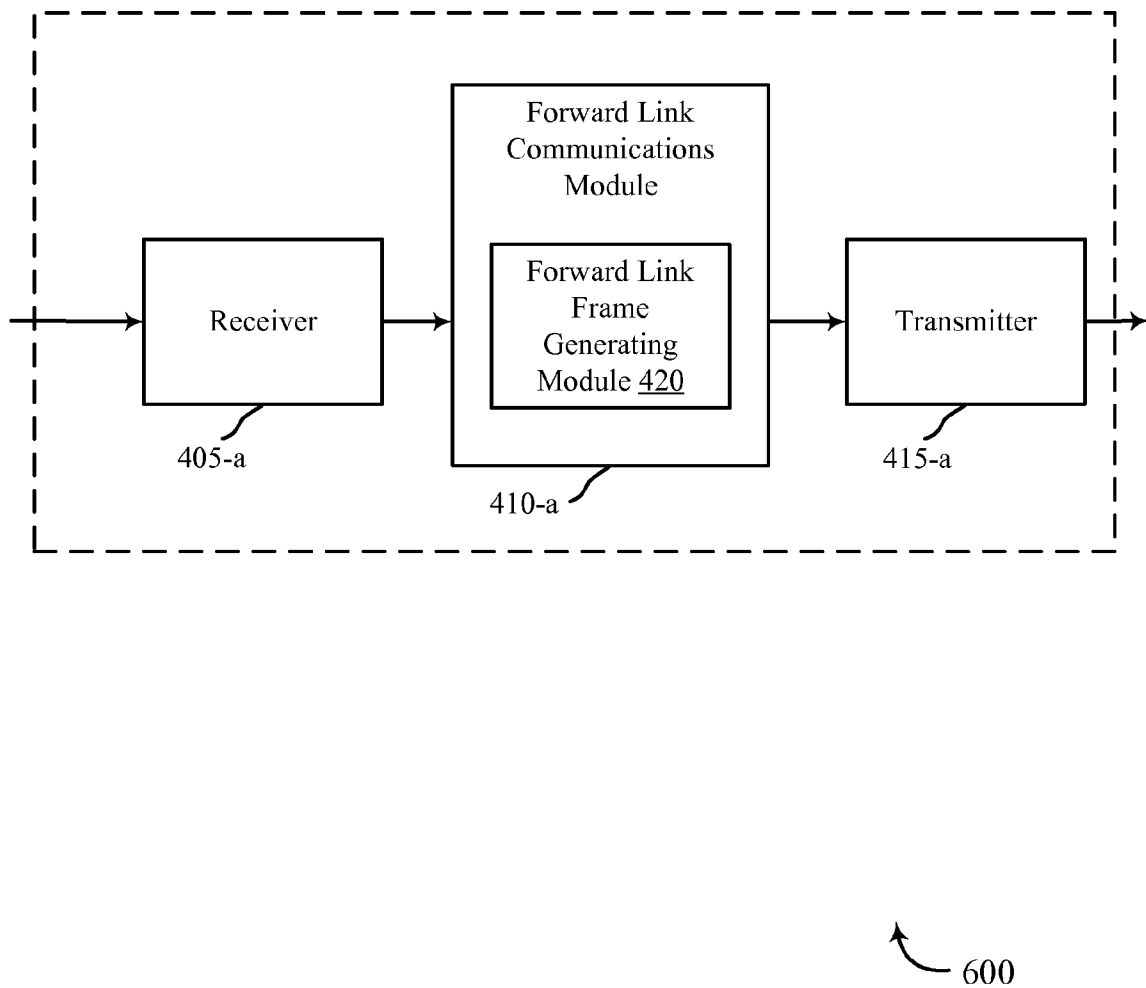 Forward Link
Communications
Module
Forward Link
Frame
Generating
Module 420
Receiver
Transmitter
405-a
410-a
415-a
600